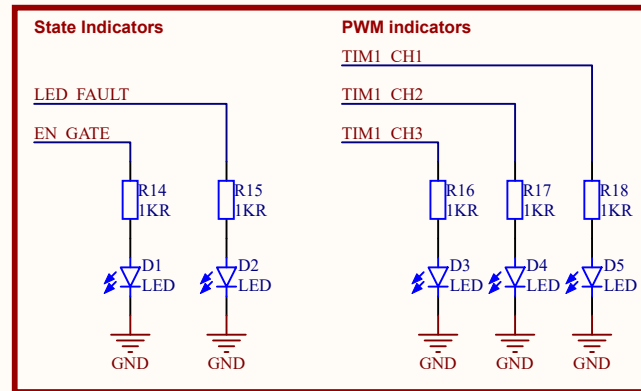 State Indicators
PWM indicators
TIM1_CH1
LED_FAULT
TIM1_CH2
EN_GATE
TIM1_CH3
R14
1KR
R15
1KR
R16
1KR
R17
1KR
R18
1KR
D1
LED
D2
LED
D3
LED
D4
LED
D5
LED
GND
GND
GND
GND
GND